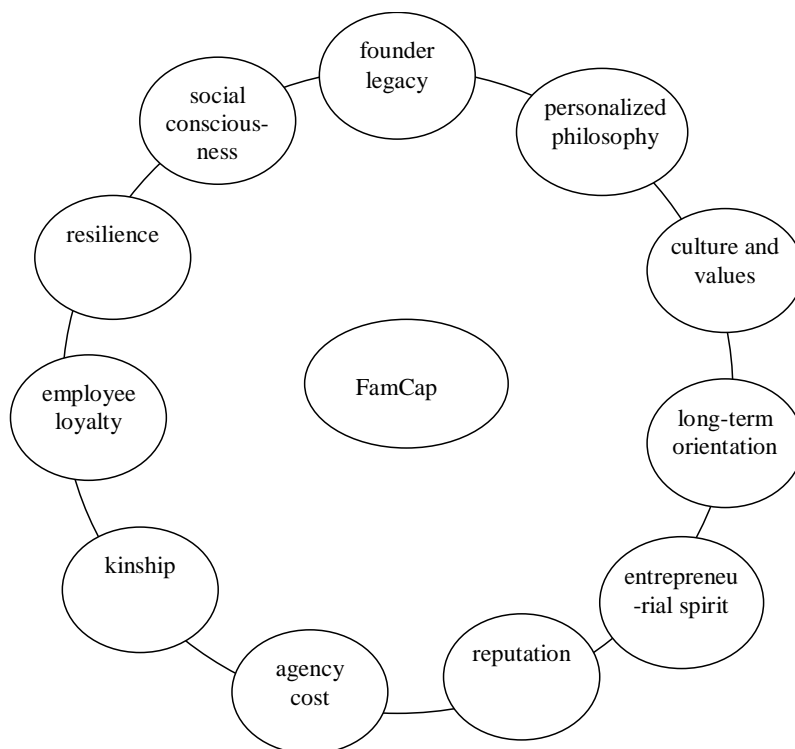 founder
legacy
personalized
philosophy
culture and
values
long-term
orientation
entrepreneu
-rial spirit
reputation
agency
cost
kinship
employee
loyalty
resilience
social
conscious-
ness
FamCap